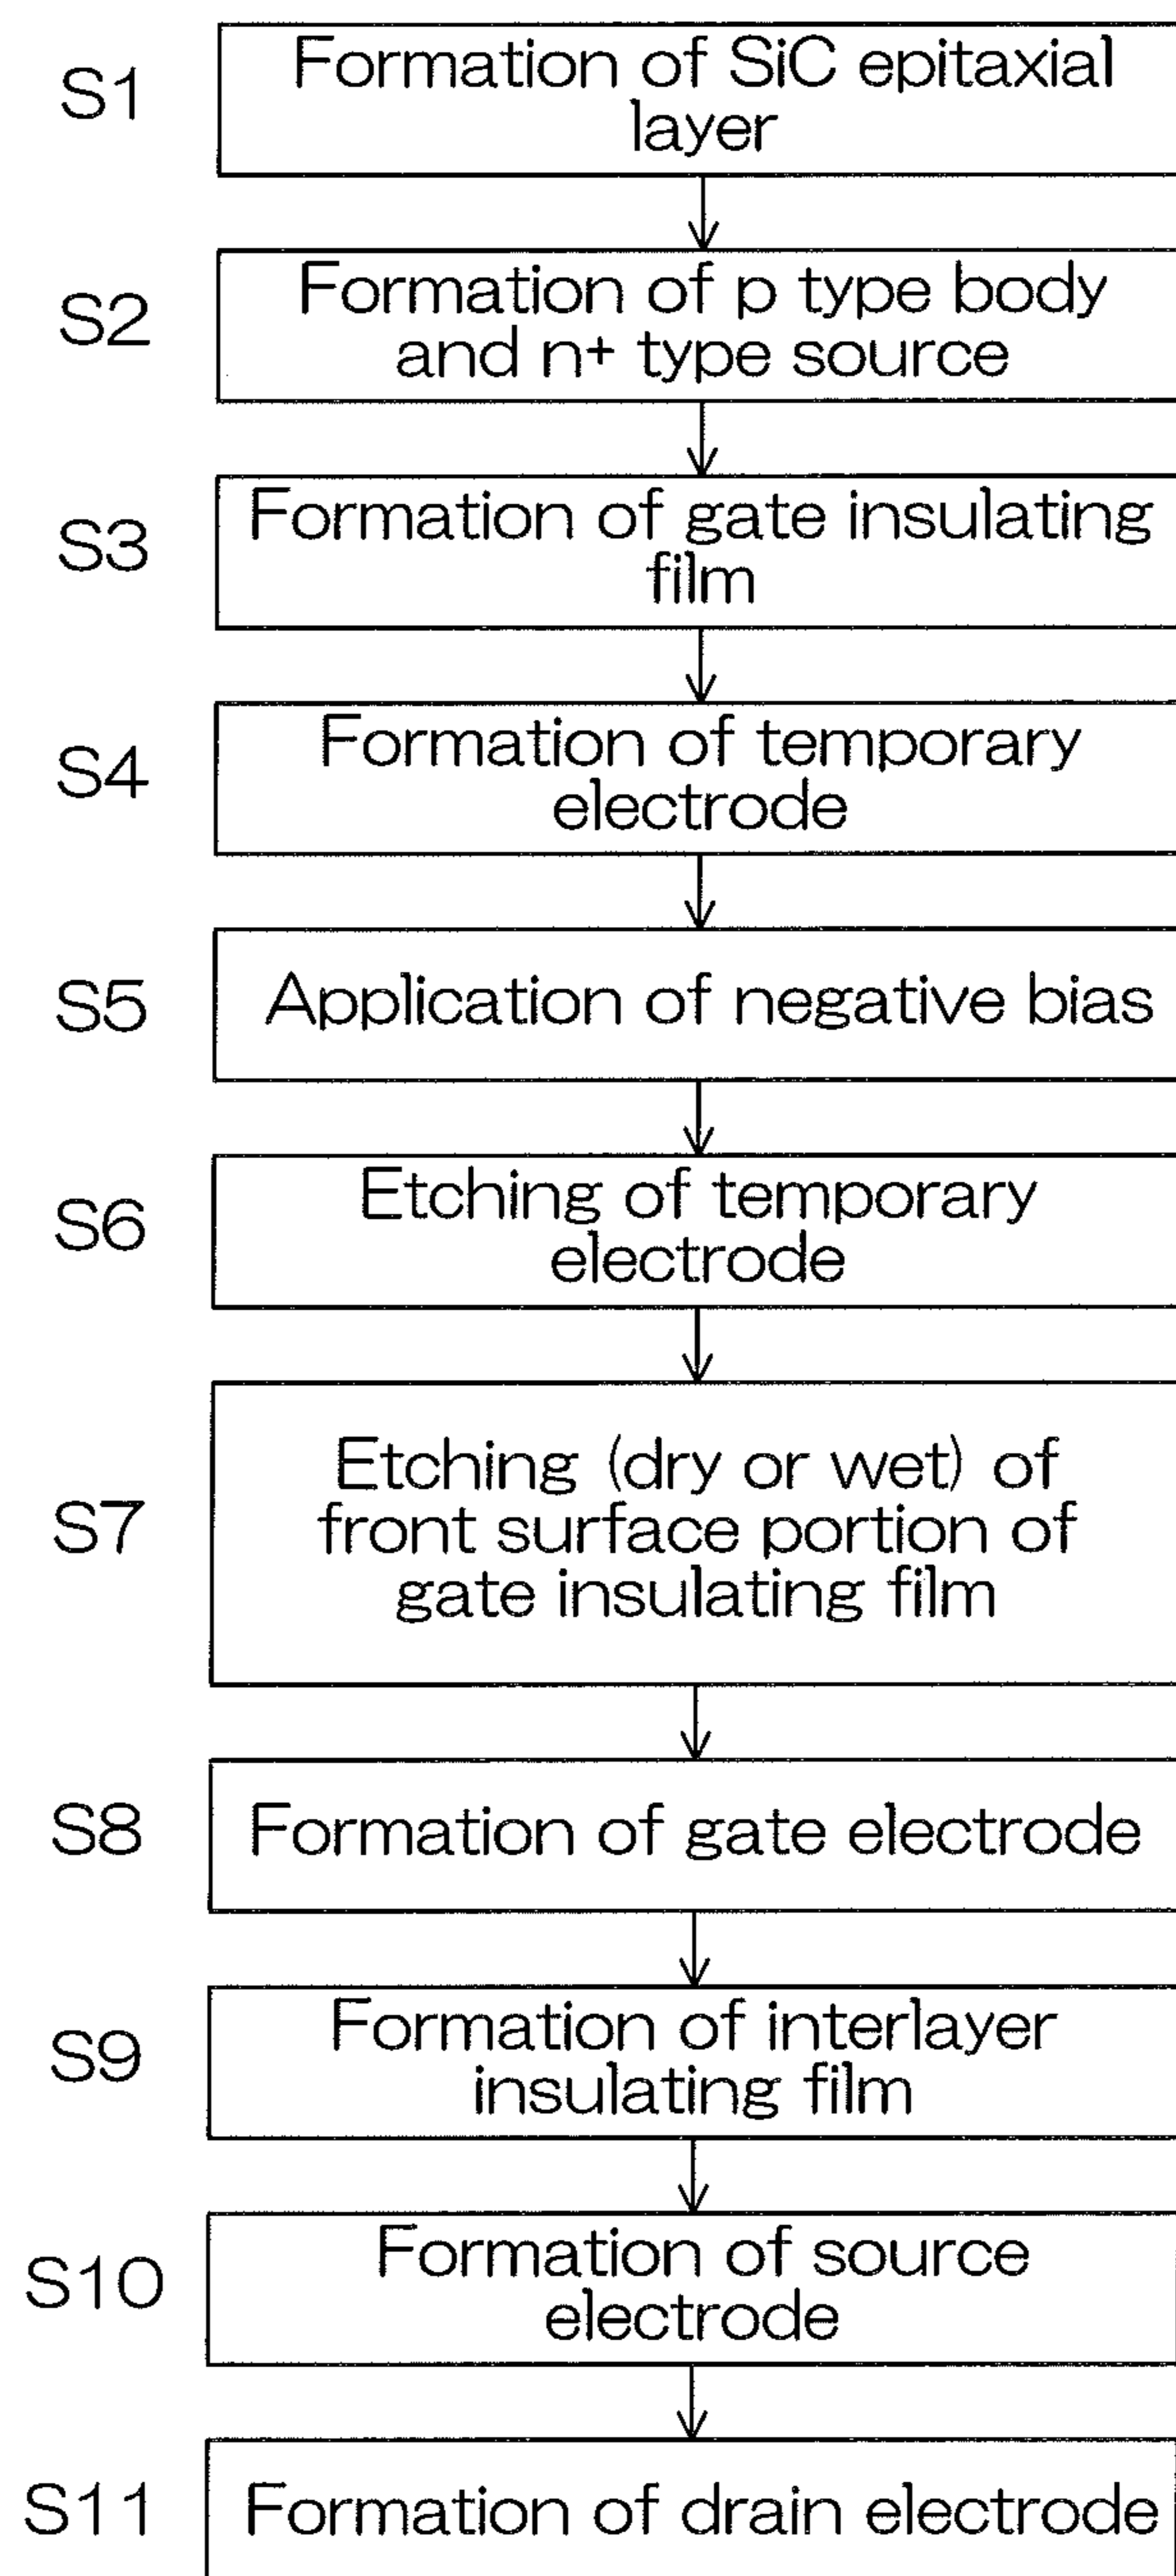 S1
Formation of SiC epitaxial
layer
S2
Formation of p type body
and n+ type source
S3
Formation of gate insulating
film
S4
Formation of temporary
electrode
S5
Application of negative bias
S6
Etching of temporary
electrode
S7
Etching (dry or wet) of
front surface portion of
gate insulating film
S8
Formation of gate electrode
S9
Formation of interlayer
insulating film
S10
Formation of source
electrode
S11
Formation of drain electrode